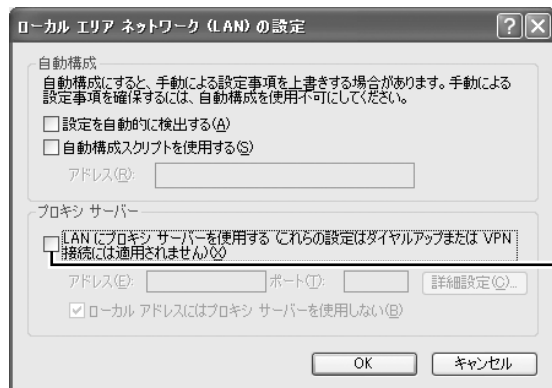 ローカル エリア ネットワーク (LAN) の設定
自動構成
自動構成にすると、手動による設定事項を上書きする場合があります。手動による
設定事項を確保するには、自動構成を使用不可にしてください。
設定を自動的に検出する(A)
自動構成スクリプトを使用する(S)
アドレス(R):
プロキシ サーバー
LAN にプロキシ サーバーを使用する (これらの設定はダイヤルアップまたは VPN
接続には適用されません)(X)
アドレス(E): ポート(T): 詳細設定(C)...
ローカル アドレスにはプロキシ サーバーを使用しない(B)
OK キャンセル